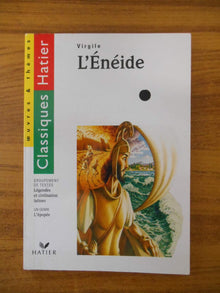 Virgile
L'Énéide
œuvres & thèmes
Classiques Hatier
GROUPEMENT
DE TEXTES
Légendes
et civilisation
latines
UN GENRE
L'épopée
HATIER